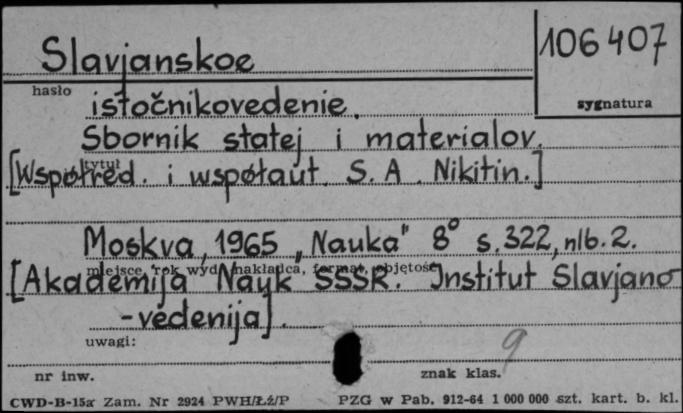 Slavjanskoe
106407
hasło
istočnikovedenie.
sygnatura
Sbornik statej i materialov.
tytuł
[Współred. i współaut. S. A. Nikitin.]
Moskva, 1965 „Nauka" 8° s. 322, nlb. 2.
miejsce, rok wyd., nakładca, format, objętość
[Akademija Nauk SSSR. Institut Slavjano
-vedenija].
uwagi:
9
nr inw.
znak klas.
CWD-B-15a Zam. Nr 2924 PWH/Łż/P PZG w Pab. 912-64 1 000 000 szt. kart. b. kl.